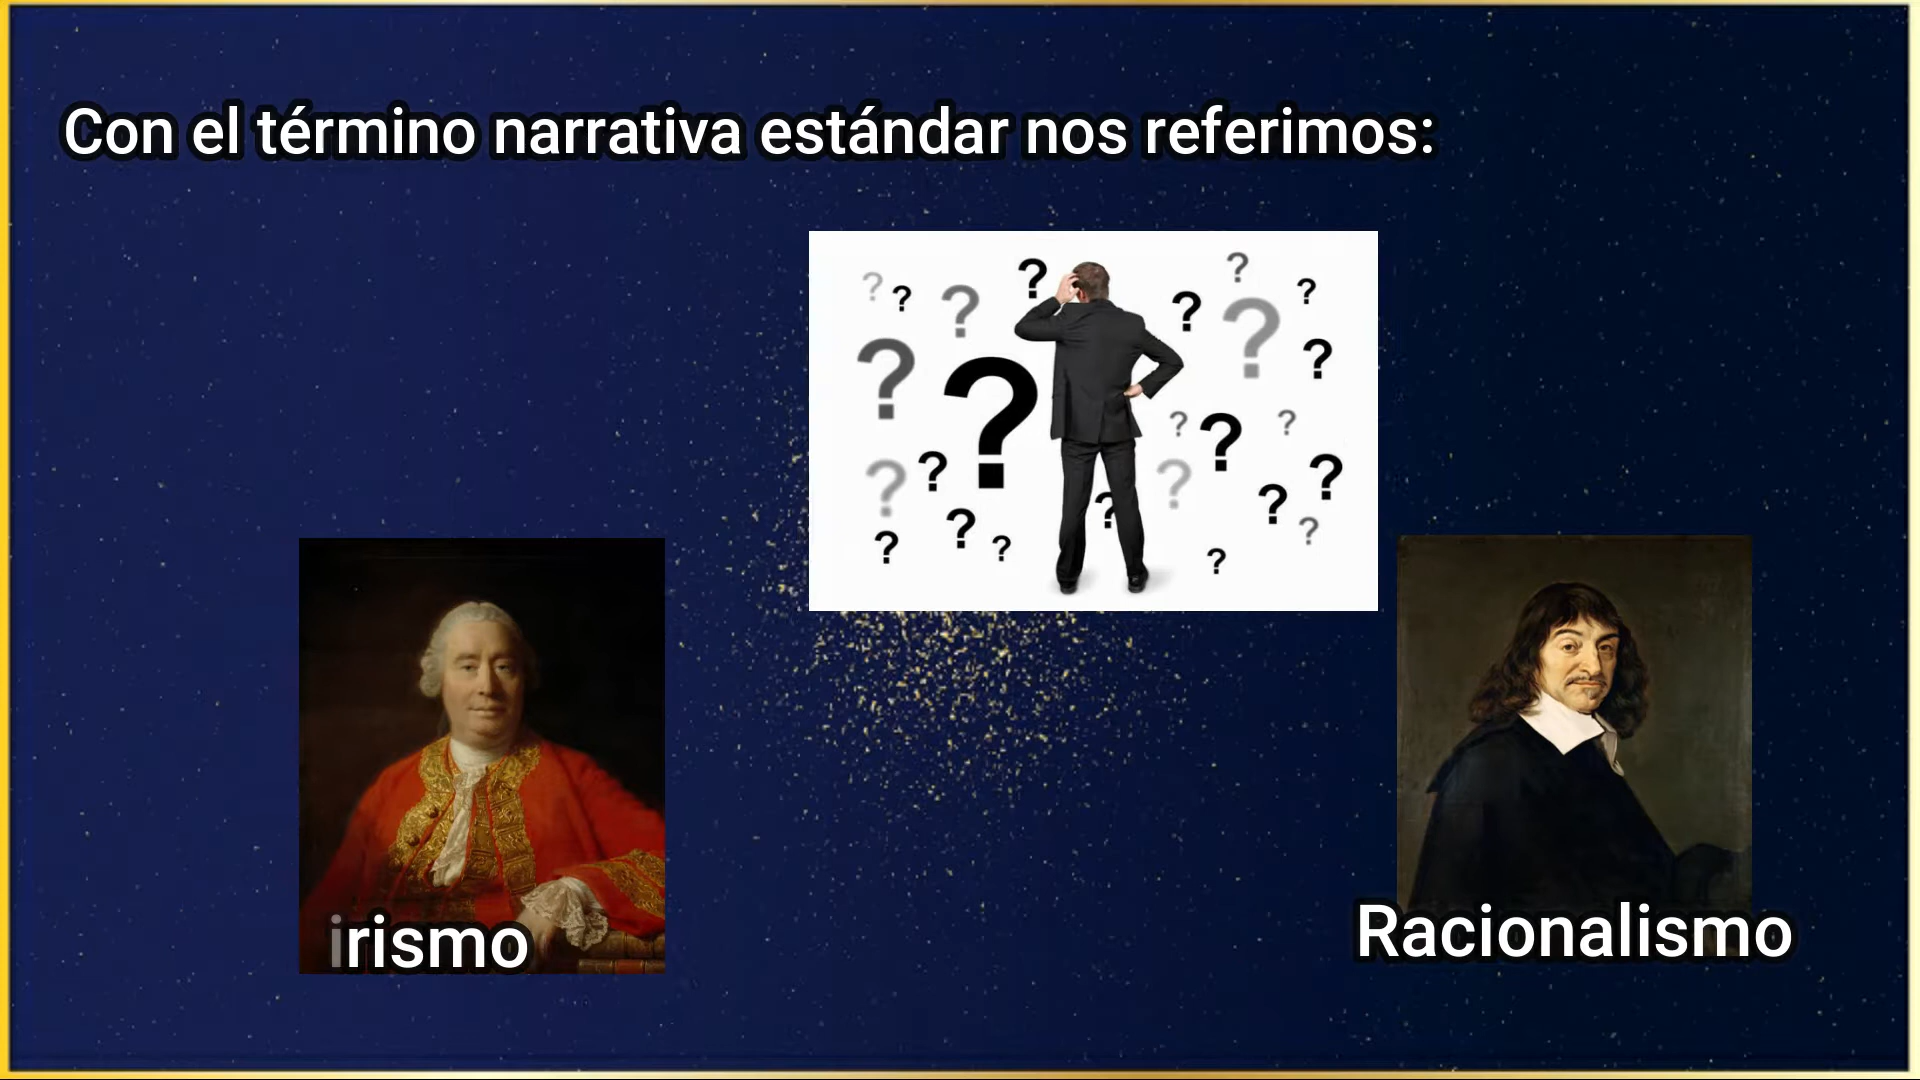 Con el término narrativa estándar nos referimos:
? ? ? ? ? ? ? ? ? ? ? ? ? ? ? ? ? ? ? ? ? ? ? ? ?
irismo
Racionalismo